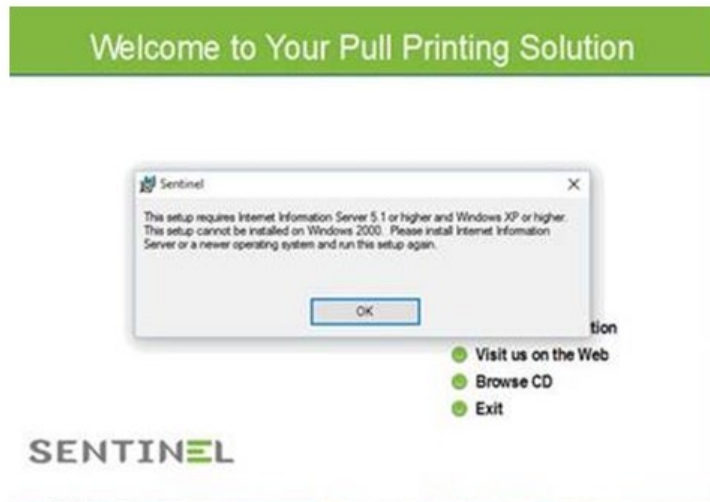 Welcome to Your Pull Printing Solution
Sentinel
This setup requires Internet Information Server 5.1 or higher and Windows XP or higher.
This setup cannot be installed on Windows 2000. Please install Internet Information
Server or a newer operating system and run this setup again.
OK
tion
Visit us on the Web
Browse CD
Exit
SENTINEL